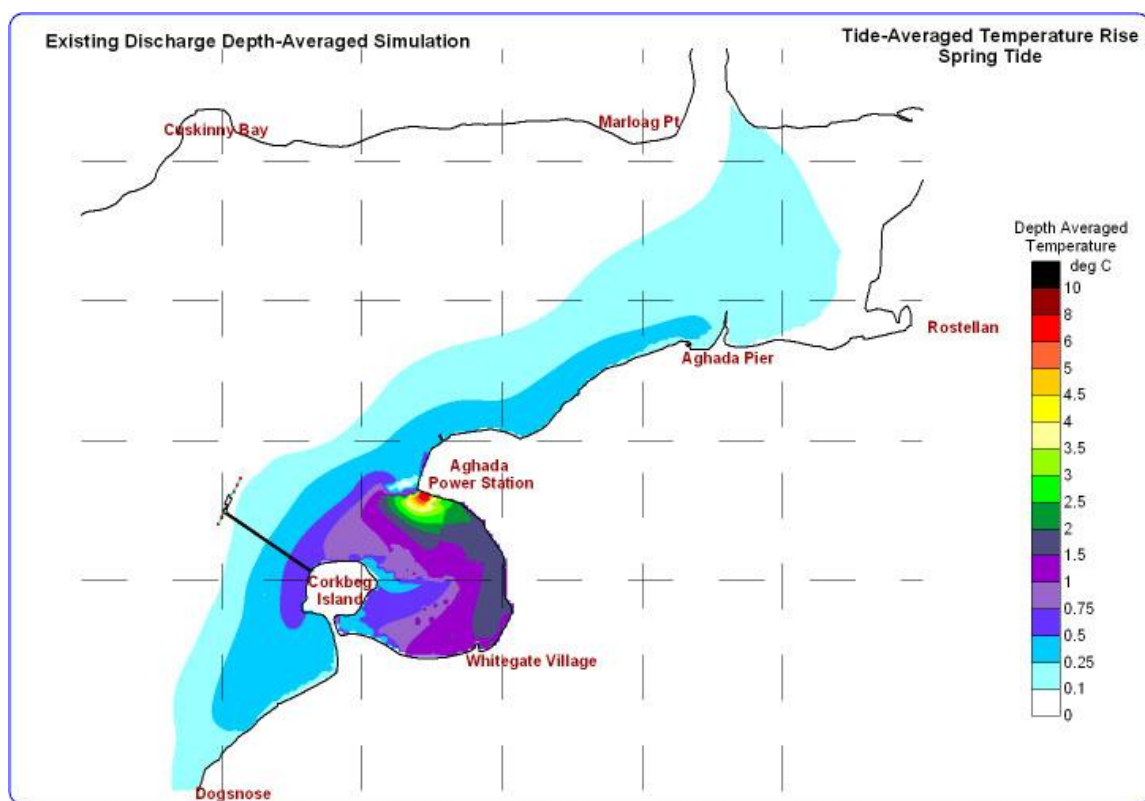 Existing Discharge Depth-Averaged Simulation
Tide-Averaged Temperature Rise
Spring Tide
Cuskinny Bay
Marloag Pt
Depth Averaged
Temperature
deg C
10
8
6
5
4.5
4
3.5
3
2.5
2
1.5
1
0.75
0.5
0.25
0.1
0
Rostellan
Aghada Pier
Aghada
Power Station
Corkbeg
Island
Whitegate Village
Dogsnose